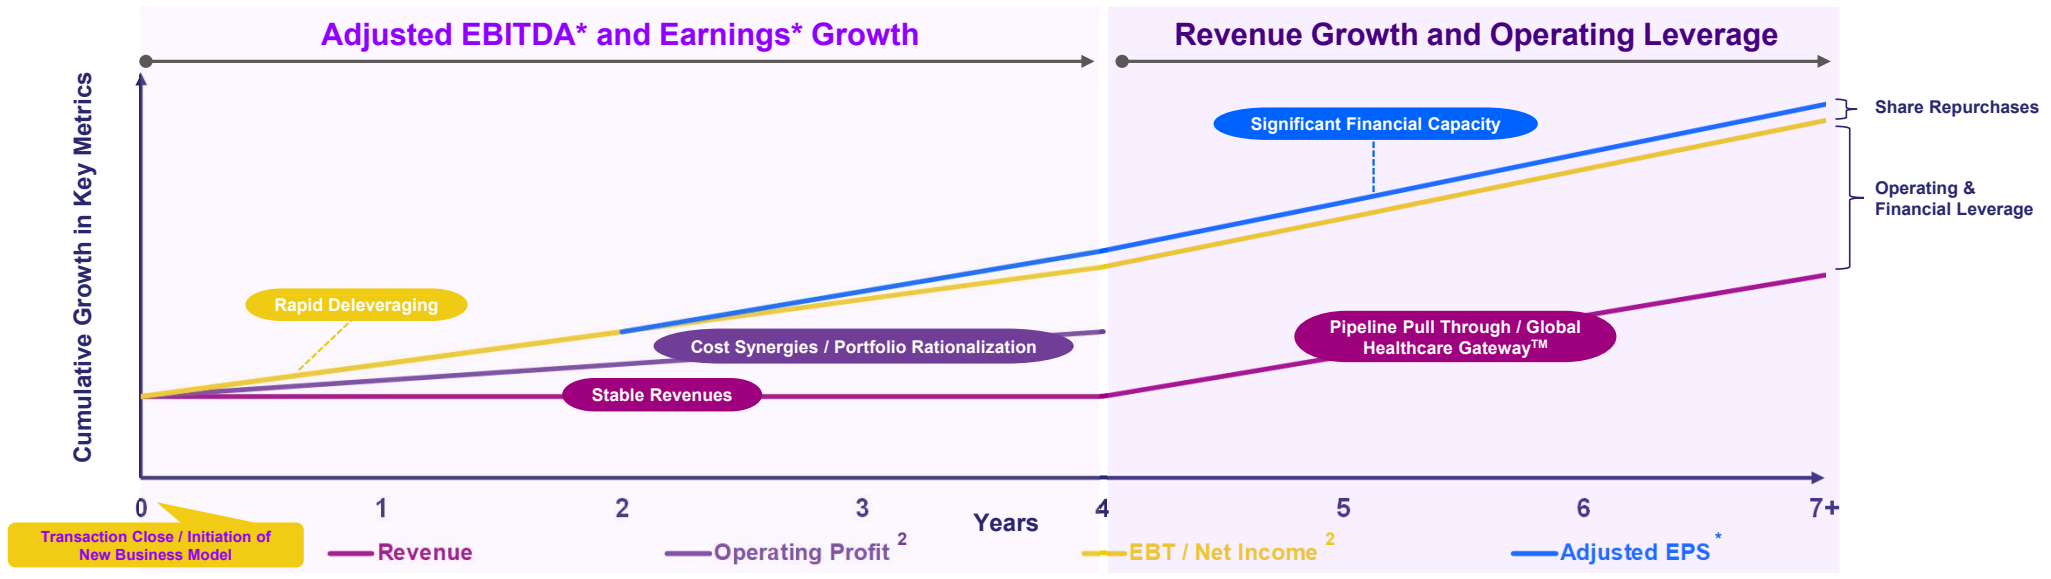 Adjusted EBITDA* and Earnings* Growth
Revenue Growth and Operating Leverage
Cumulative Growth in Key Metrics
Share Repurchases
Significant Financial Capacity
Operating &
Financial Leverage
Rapid Deleveraging
Cost Synergies / Portfolio Rationalization
Pipeline Pull Through / Global
Healthcare Gateway™
Stable Revenues
0 1 2 3 4 5 6 7+
Years
Transaction Close / Initiation of
New Business Model
Revenue
Operating Profit 2
EBT / Net Income 2
Adjusted EPS*